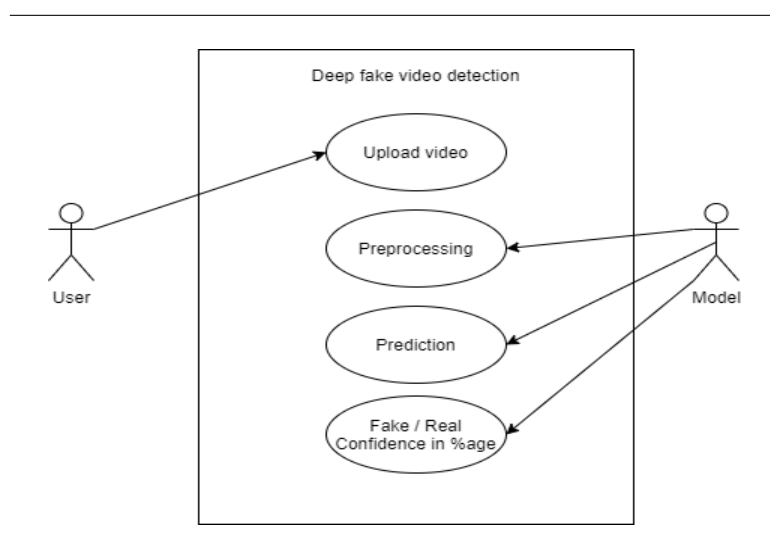 Deep fake video detection
Upload video
Preprocessing
User
Model
Prediction
Fake / Real
Confidence in %age